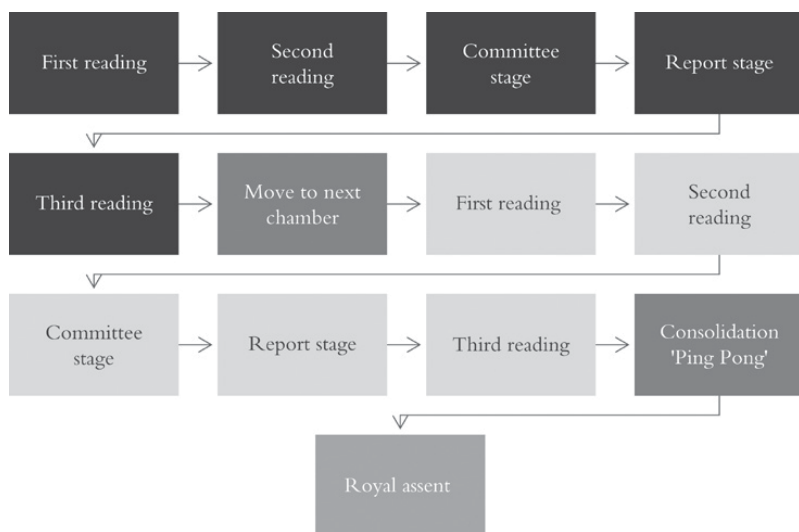 First reading
Second
reading
Committee
stage
Report stage
Third reading
Move to next
chamber
First reading
Second
reading
Committee
stage
Report stage
Third reading
Consolidation
'Ping Pong'
Royal assent